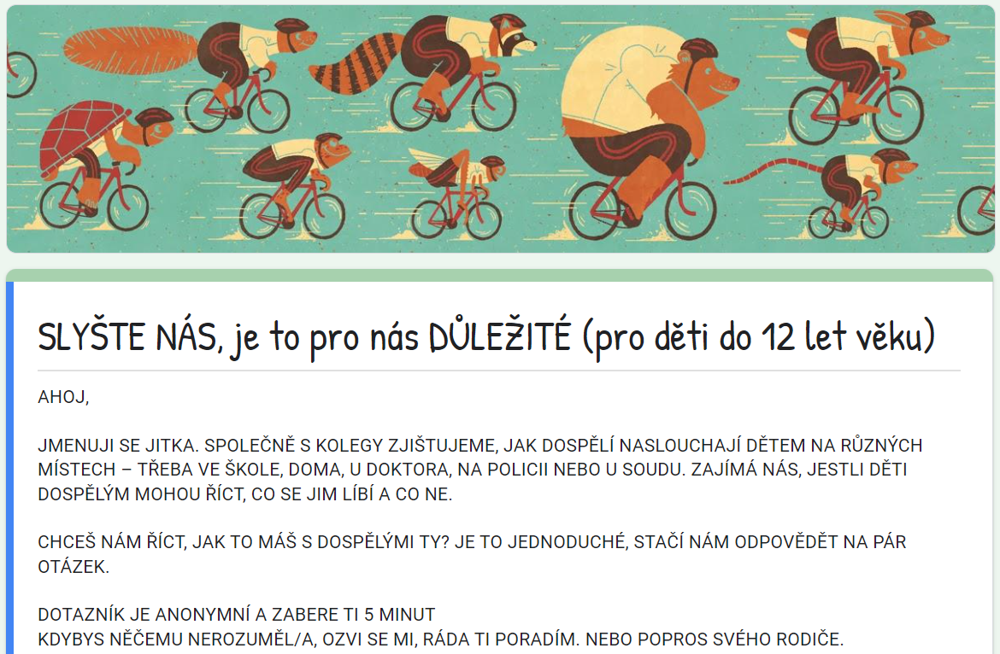 SLYŠTE NÁS, je to pro nás DŮLEŽITÉ (pro děti do 12 let věku)
AHOJ,
JMENUJI SE JITKA. SPOLEČNĚ S KOLEGY ZJIŠTUJEME, JAK DOSPĚLÍ NASLOUCHAJÍ DĚTEM NA RŮZNÝCH
MÍSTECH – TŘEBA VE ŠKOLE, DOMA, U DOKTORA, NA POLICII NEBO U SOUDU. ZAJÍMÁ NÁS, JESTLI DĚTI
DOSPĚLÝM MOHOU ŘÍCT, CO SE JIM LÍBÍ A CO NE.
CHCEŠ NÁM ŘÍCT, JAK TO MÁŠ S DOSPĚLÝMI TY? JE TO JEDNODUCHÉ, STAČÍ NÁM ODPOVĚDĚT NA PÁR
OTÁZEK.
DOTAZNÍK JE ANONYMNÍ A ZABERE TI 5 MINUT
KDYBYS NĚČEMU NEROZUMĚL/A, OZVI SE MI, RÁDA TI PORADÍM. NEBO POPROS SVÉHO RODIČE.